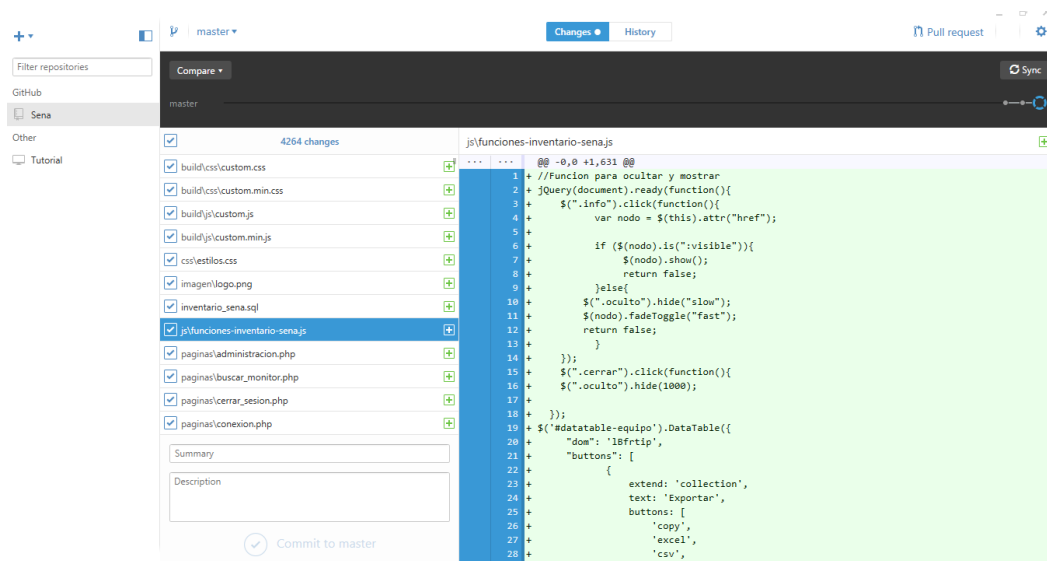 master
Changes
History
Pull request
Filter repositories
GitHub
Sena
Other
Tutorial
Compare
Sync
master
4264 changes
build\css\custom.css
build\css\custom.min.css
build\js\custom.js
build\js\custom.min.js
css\estilos.css
imagen\logo.png
inventario_sena.sql
js\funciones-inventario-sena.js
paginas\administracion.php
paginas\buscar_monitor.php
paginas\cerrar_sesion.php
paginas\conexion.php
Summary
Description
Commit to master
js\funciones-inventario-sena.js
... ... @@ -0,0 +1,631 @@
1 + //Funcion para ocultar y mostrar
2 + jQuery(document).ready(function(){
3 +     $(".info").click(function(){
4 +           var nodo = $(this).attr("href");
5 +
6 +           if ($(nodo).is(":visible")){
7 +                $(nodo).show();
8 +                return false;
9 +           }else{
10 +         $(".oculto").hide("slow");
11 +         $(nodo).fadeToggle("fast");
12 +         return false;
13 +           }
14 +     });
15 +     $(".cerrar").click(function(){
16 +     $(".oculto").hide(1000);
17 +
18 +   });
19 + $('#datatable-equipo').DataTable({
20 +      "dom": 'lBfrtip',
21 +      "buttons": [
22 +             {
23 +                 extend: 'collection',
24 +                 text: 'Exportar',
25 +                 buttons: [
26 +                     'copy',
27 +                     'excel',
28 +                     'csv',